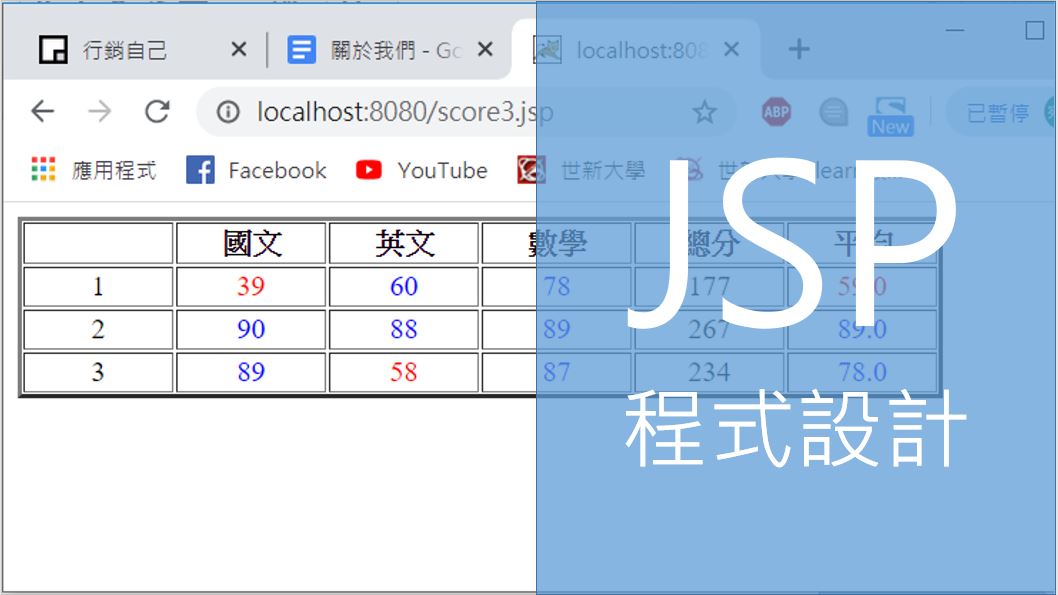 行銷自己
關於我們 - Go
localhost:808
localhost:8080/score3.jsp
ABP
New
已暫停
應用程式 Facebook YouTube 世新大學 世新大學 learn
國文 英文 數學 總分 平均
1 39 60 78 177 59.0
2 90 88 89 267 89.0
3 89 58 87 234 78.0
JSP
程式設計